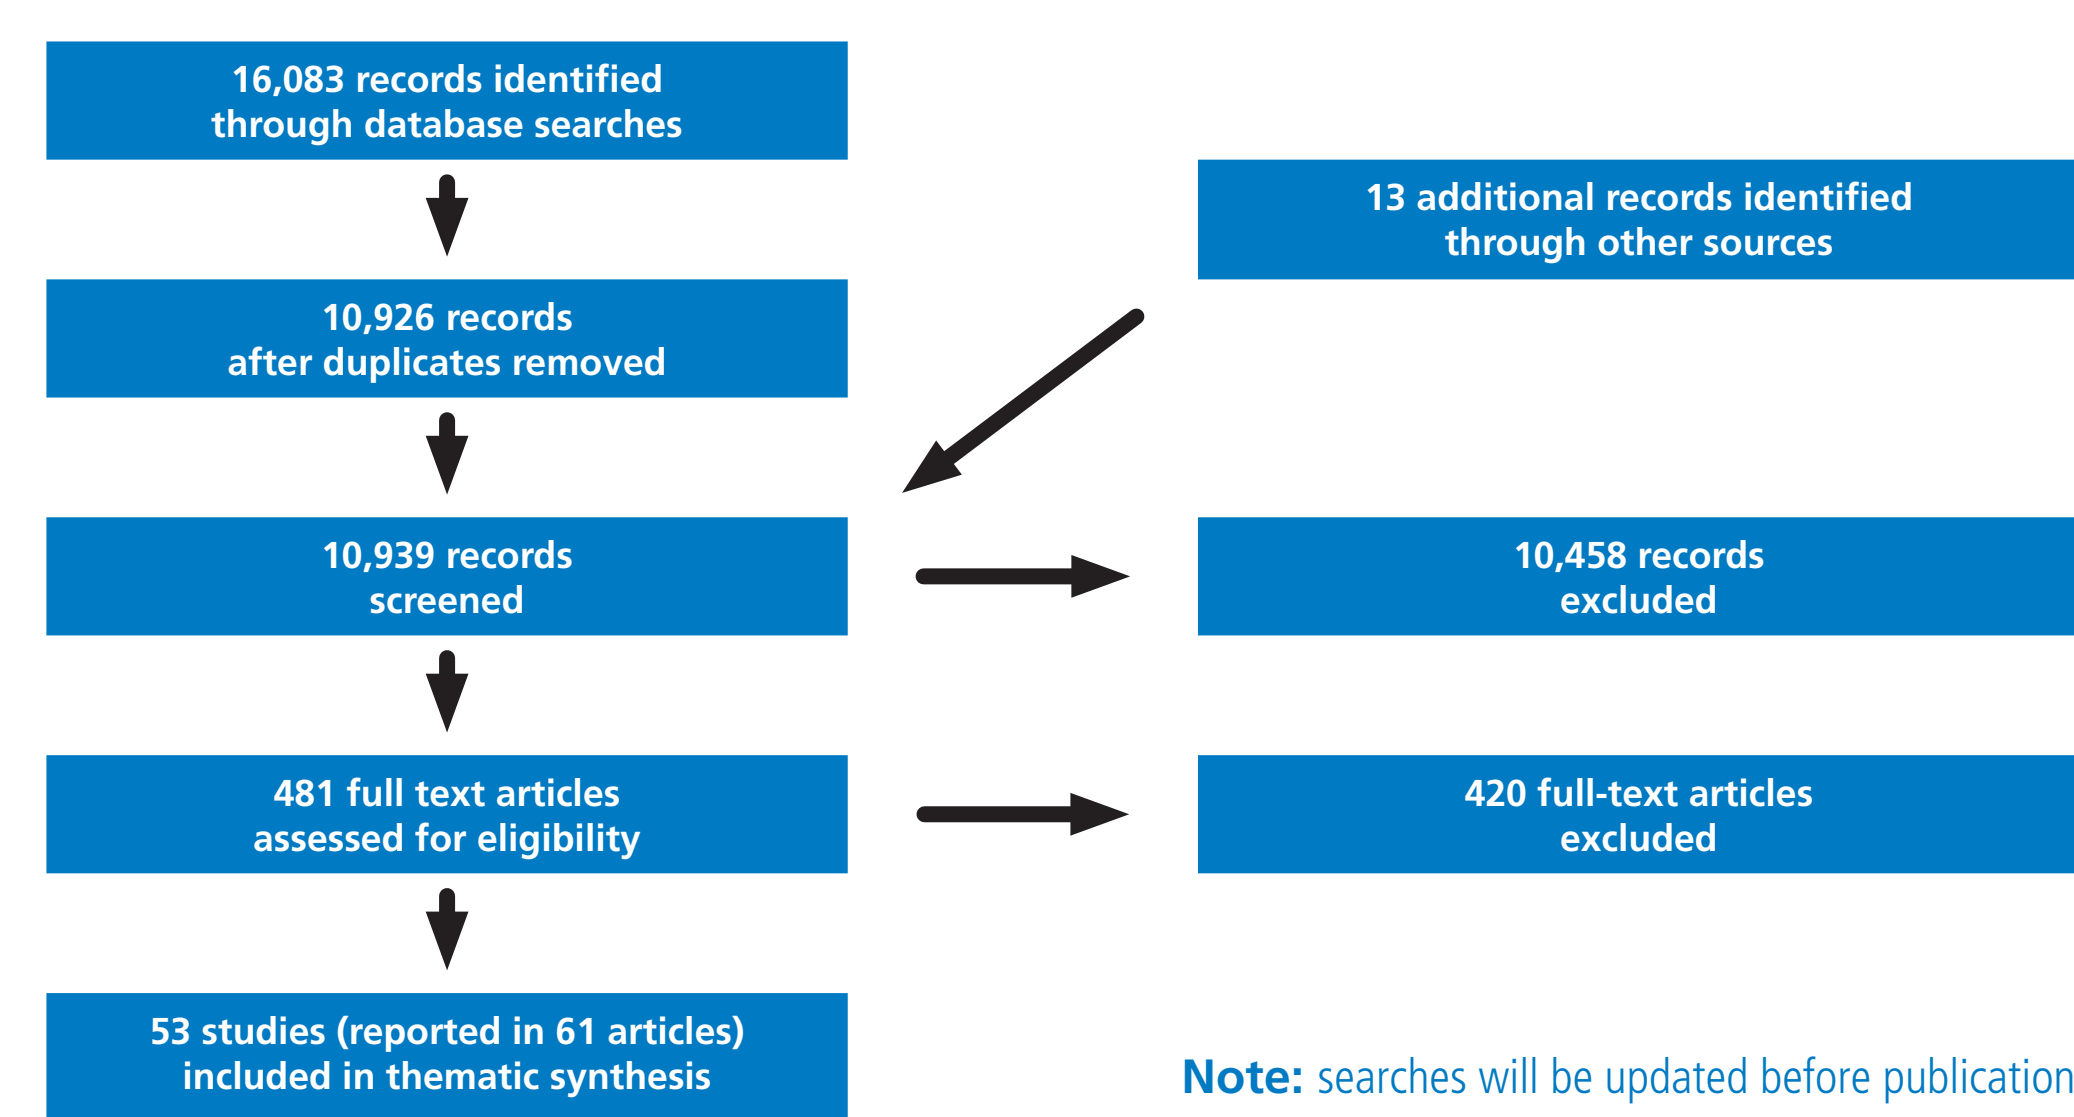 16,083 records identified
through database searches
13 additional records identified
through other sources
10,926 records
after duplicates removed
10,939 records
screened
10,458 records
excluded
481 full text articles
assessed for eligibility
420 full-text articles
excluded
53 studies (reported in 61 articles)
included in thematic synthesis
Note: searches will be updated before publication